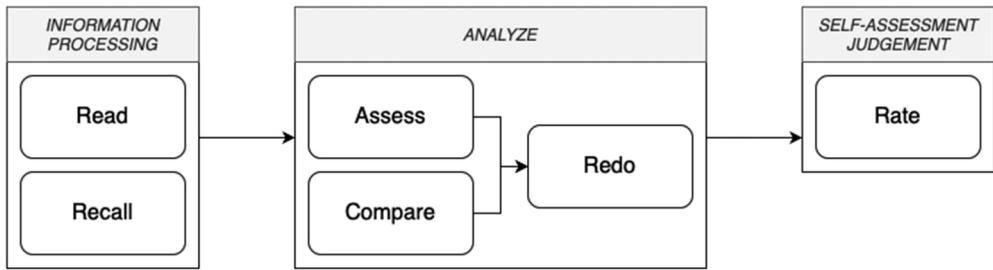 INFORMATION
PROCESSING
Read
Recall
ANALYZE
Assess
Compare
Redo
SELF-ASSESSMENT
JUDGEMENT
Rate